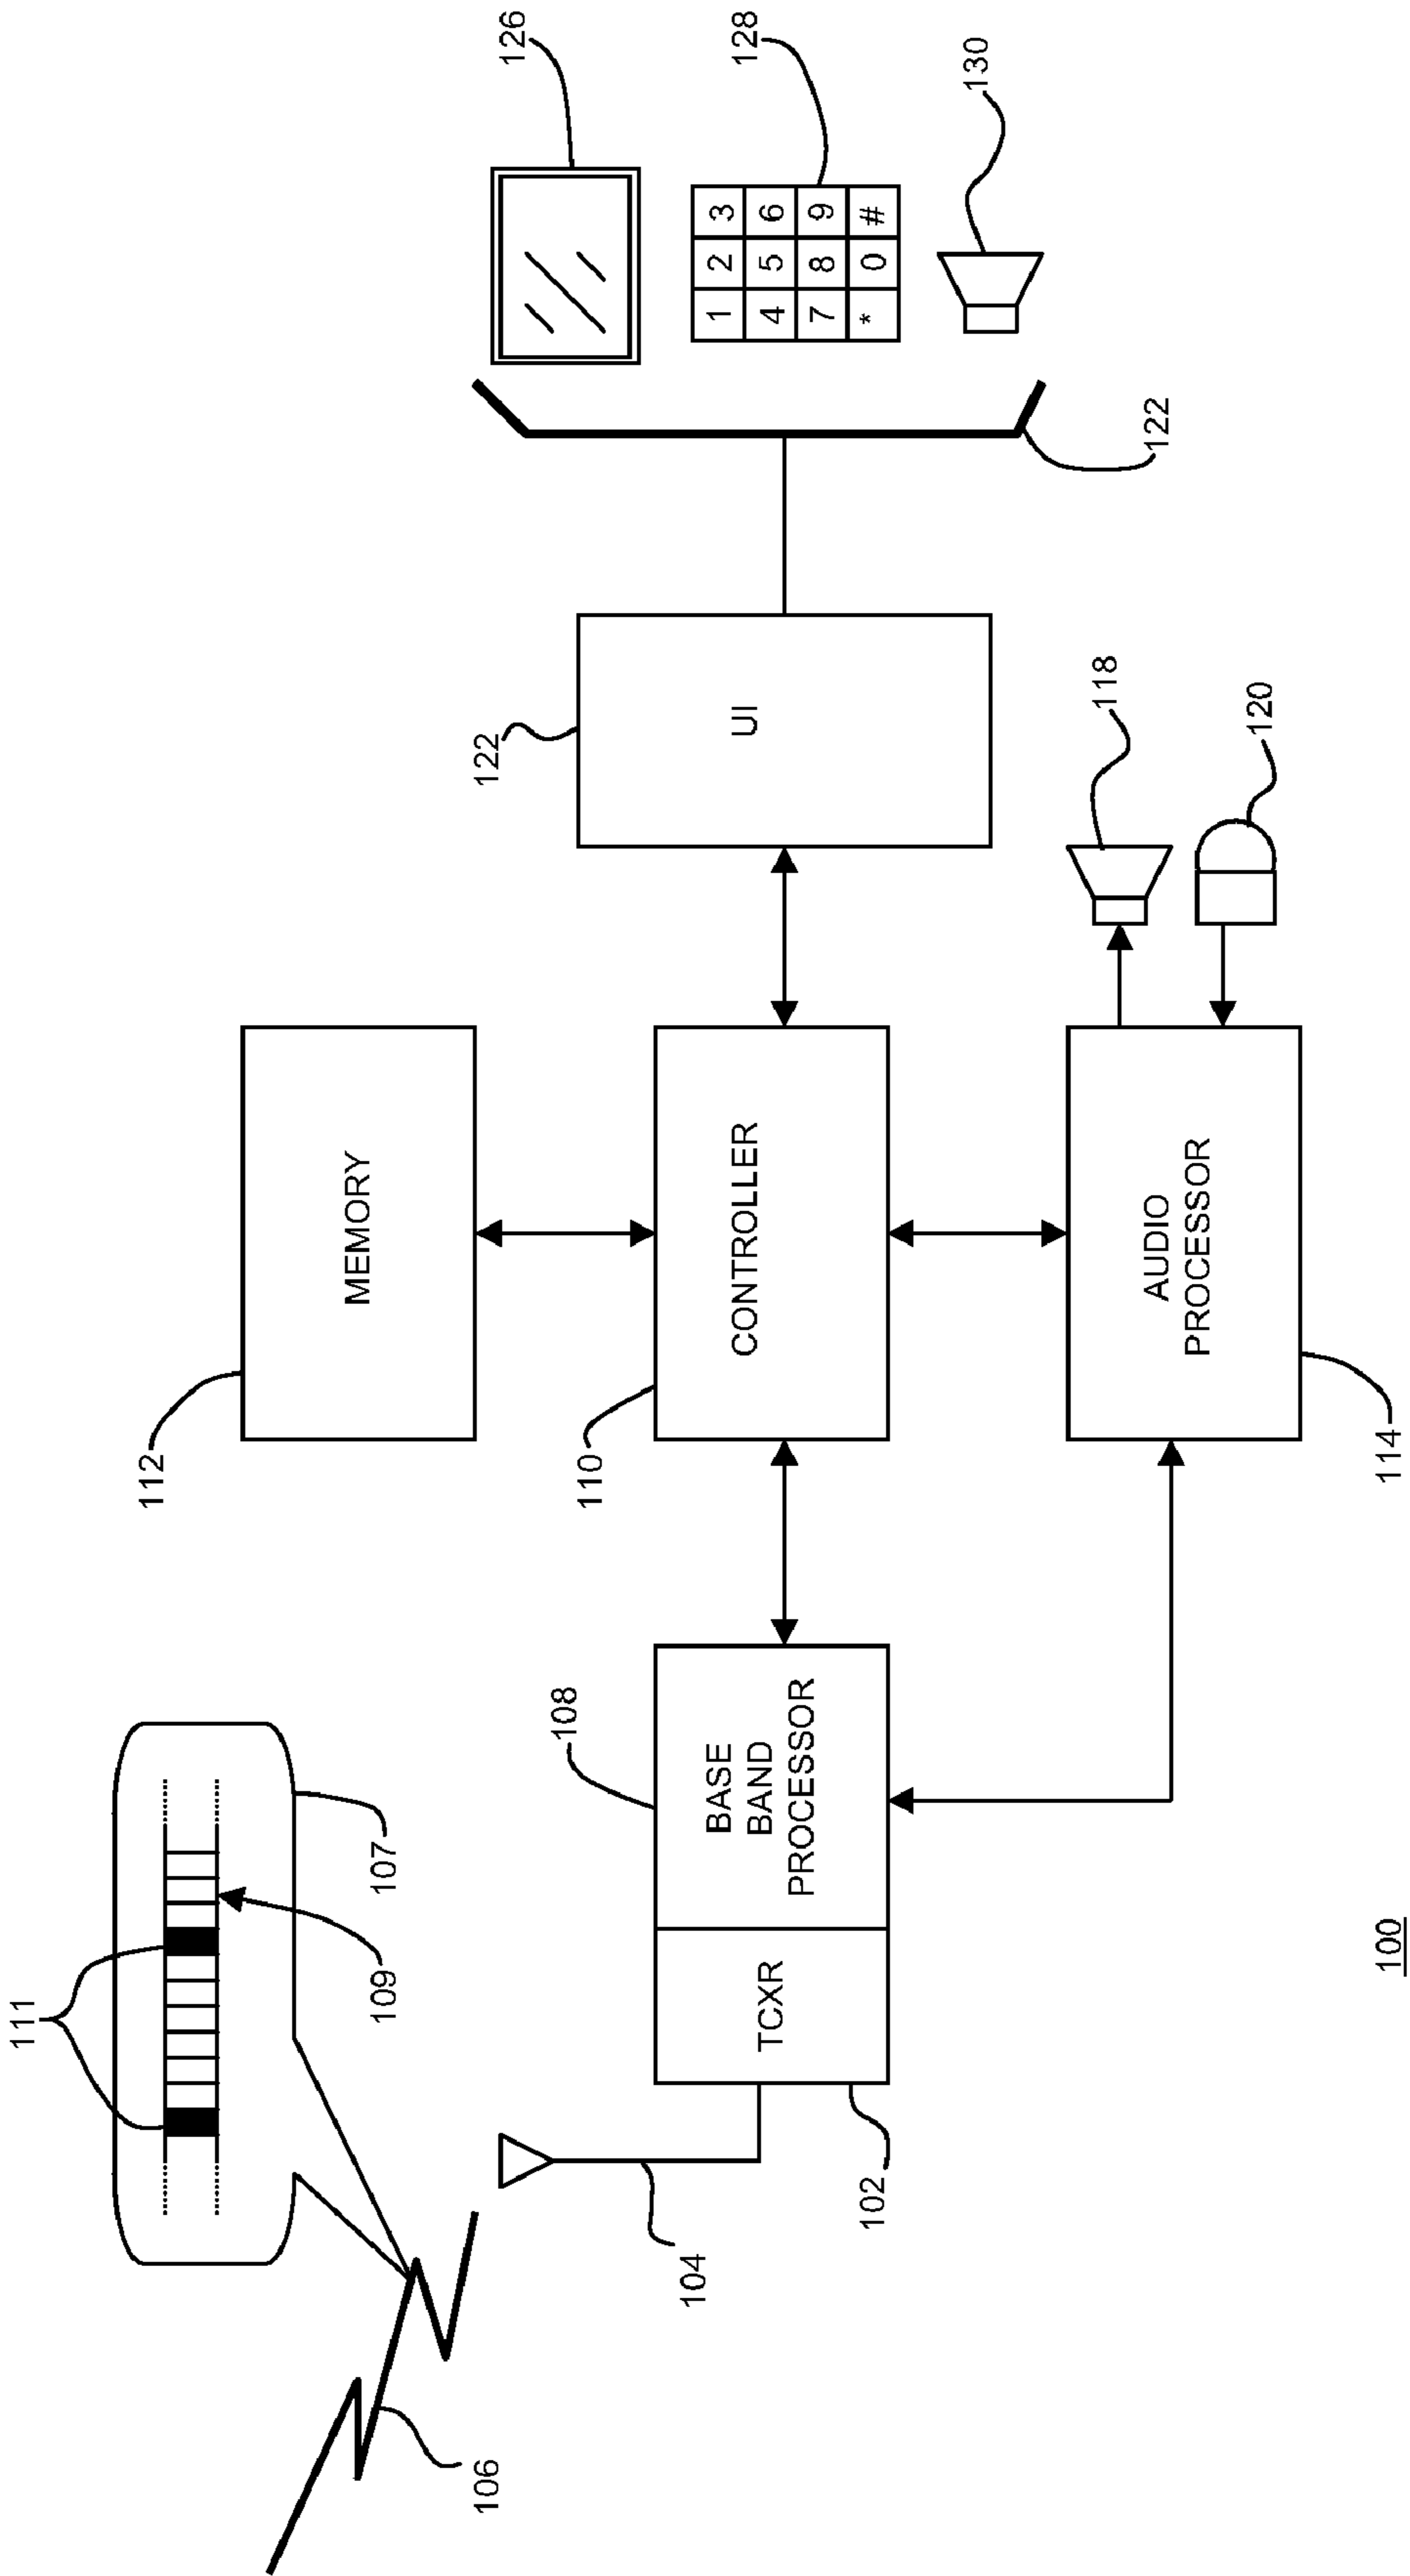 111
107
109
106
104
102
TCXR
108
BASE
BAND
PROCESSOR
112
MEMORY
110
CONTROLLER
114
AUDIO
PROCESSOR
122
UI
118
120
122
126
1 2 3
4 5 6
7 8 9
* 0 #
128
130
100